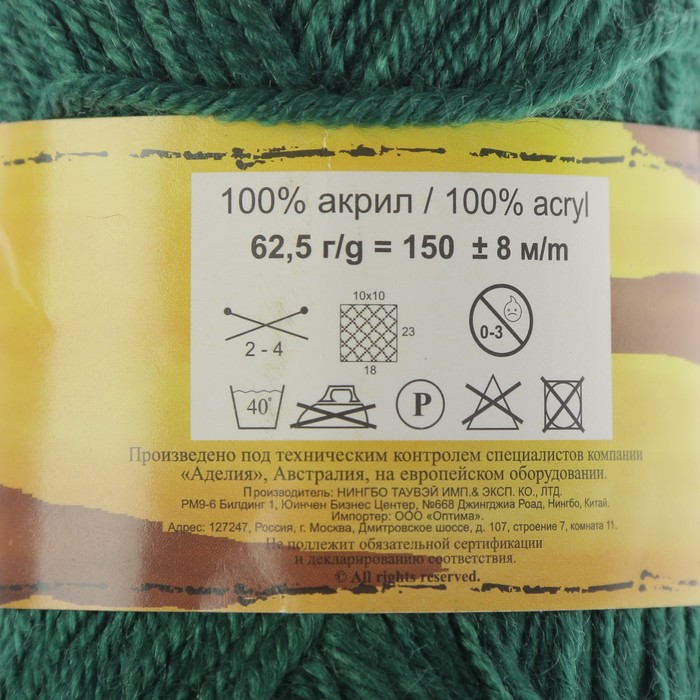 100% акрил / 100% acryl
62,5 г/g = 150 ± 8 м/m
10x10
23
18
2 - 4
0-3
40°
P
Произведено под техническим контролем специалистов компании
«Аделия», Австралия, на европейском оборудовании.
Производитель: НИНГБО ТАУВЭЙ ИМП.& ЭКСП. КО., ЛТД.
РМ9-6 Билдинг 1, Юинчен Бизнес Центер, №668 Джингджиа Роад, Нингбо, Китай.
Импортер: ООО «Оптима».
Адрес: 127247, Россия, г. Москва, Дмитровское шоссе, д. 107, строение 7, комната 11.
Не подлежит обязательной сертификации
и декларированию соответствия.
© All rights reserved.